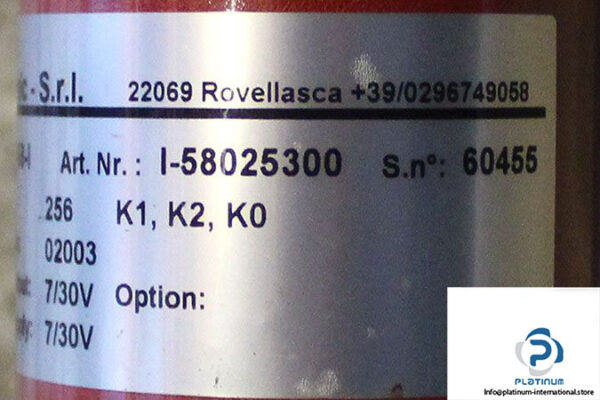 - S.r.l. 22069 Rovellasca +39/0296749058
Art. Nr.: I-58025300 S.n°: 60455
256 K1, K2, K0
02003
7/30V Option:
7/30V
PLATINUM
Info@platinum-international.store